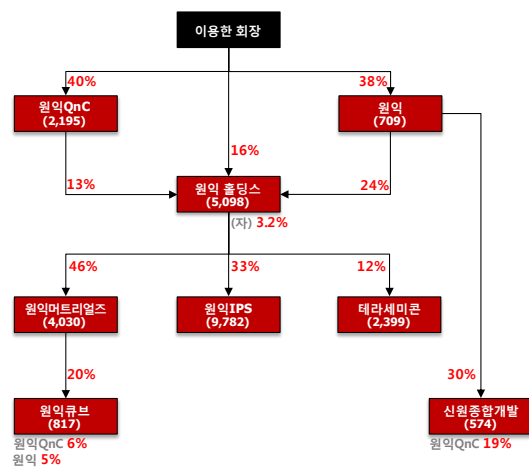 이용한 회장
40%
38%
원익QnC
(2,195)
원익
(709)
16%
13%
24%
원익 홀딩스
(5,098)
(자) 3.2%
46%
33%
12%
원익머트리얼즈
(4,030)
원익IPS
(9,782)
테라세미콘
(2,399)
20%
30%
원익큐브
(817)
신원종합개발
(574)
원익QnC 6%
원익 5%
원익QnC 19%